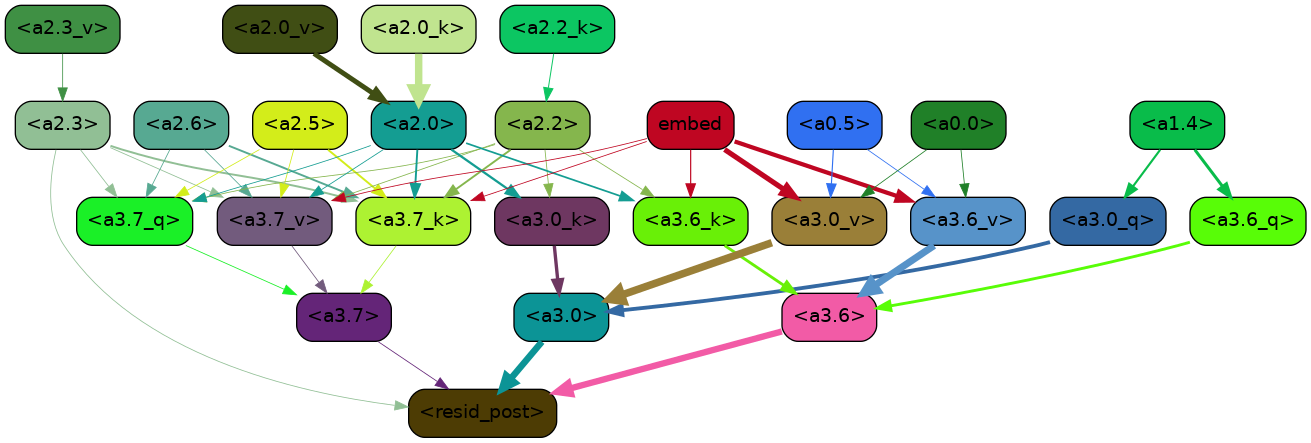 <a2.3_v> <a2.0_v> <a2.0_k> <a2.2_k>
<a2.3> <a2.6> <a2.5> <a2.0> <a2.2> embed <a0.5> <a0.0> <a1.4>
<a3.7_q> <a3.7_v> <a3.7_k> <a3.0_k> <a3.6_k> <a3.0_v> <a3.6_v> <a3.0_q> <a3.6_q>
<a3.7> <a3.0> <a3.6>
<resid_post>